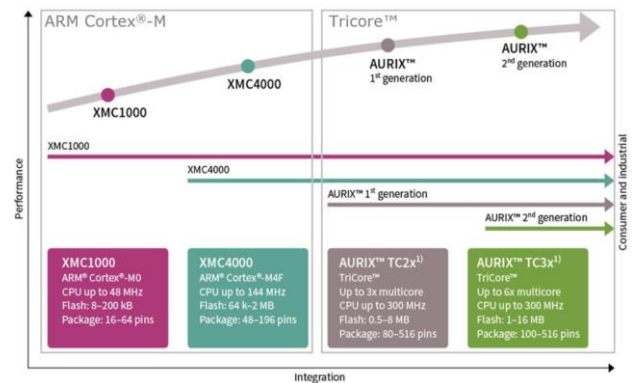 ARM Cortex®-M
Tricore™
XMC1000
XMC4000
AURIX™
1st generation
AURIX™
2nd generation
XMC1000
XMC4000
AURIX™ 1st generation
AURIX™ 2nd generation
Performance
Consumer and industrial
XMC1000
ARM® Cortex®-M0
CPU up to 48 MHz
Flash: 8–200 kB
Package: 16–64 pins
XMC4000
ARM® Cortex®-M4F
CPU up to 144 MHz
Flash: 64 k–2 MB
Package: 48–196 pins
AURIX™ TC2x1)
TriCore™
Up to 3x multicore
CPU up to 300 MHz
Flash: 0.5–8 MB
Package: 80–516 pins
AURIX™ TC3x1)
TriCore™
Up to 6x multicore
CPU up to 300 MHz
Flash: 1–16 MB
Package: 100–516 pins
Integration